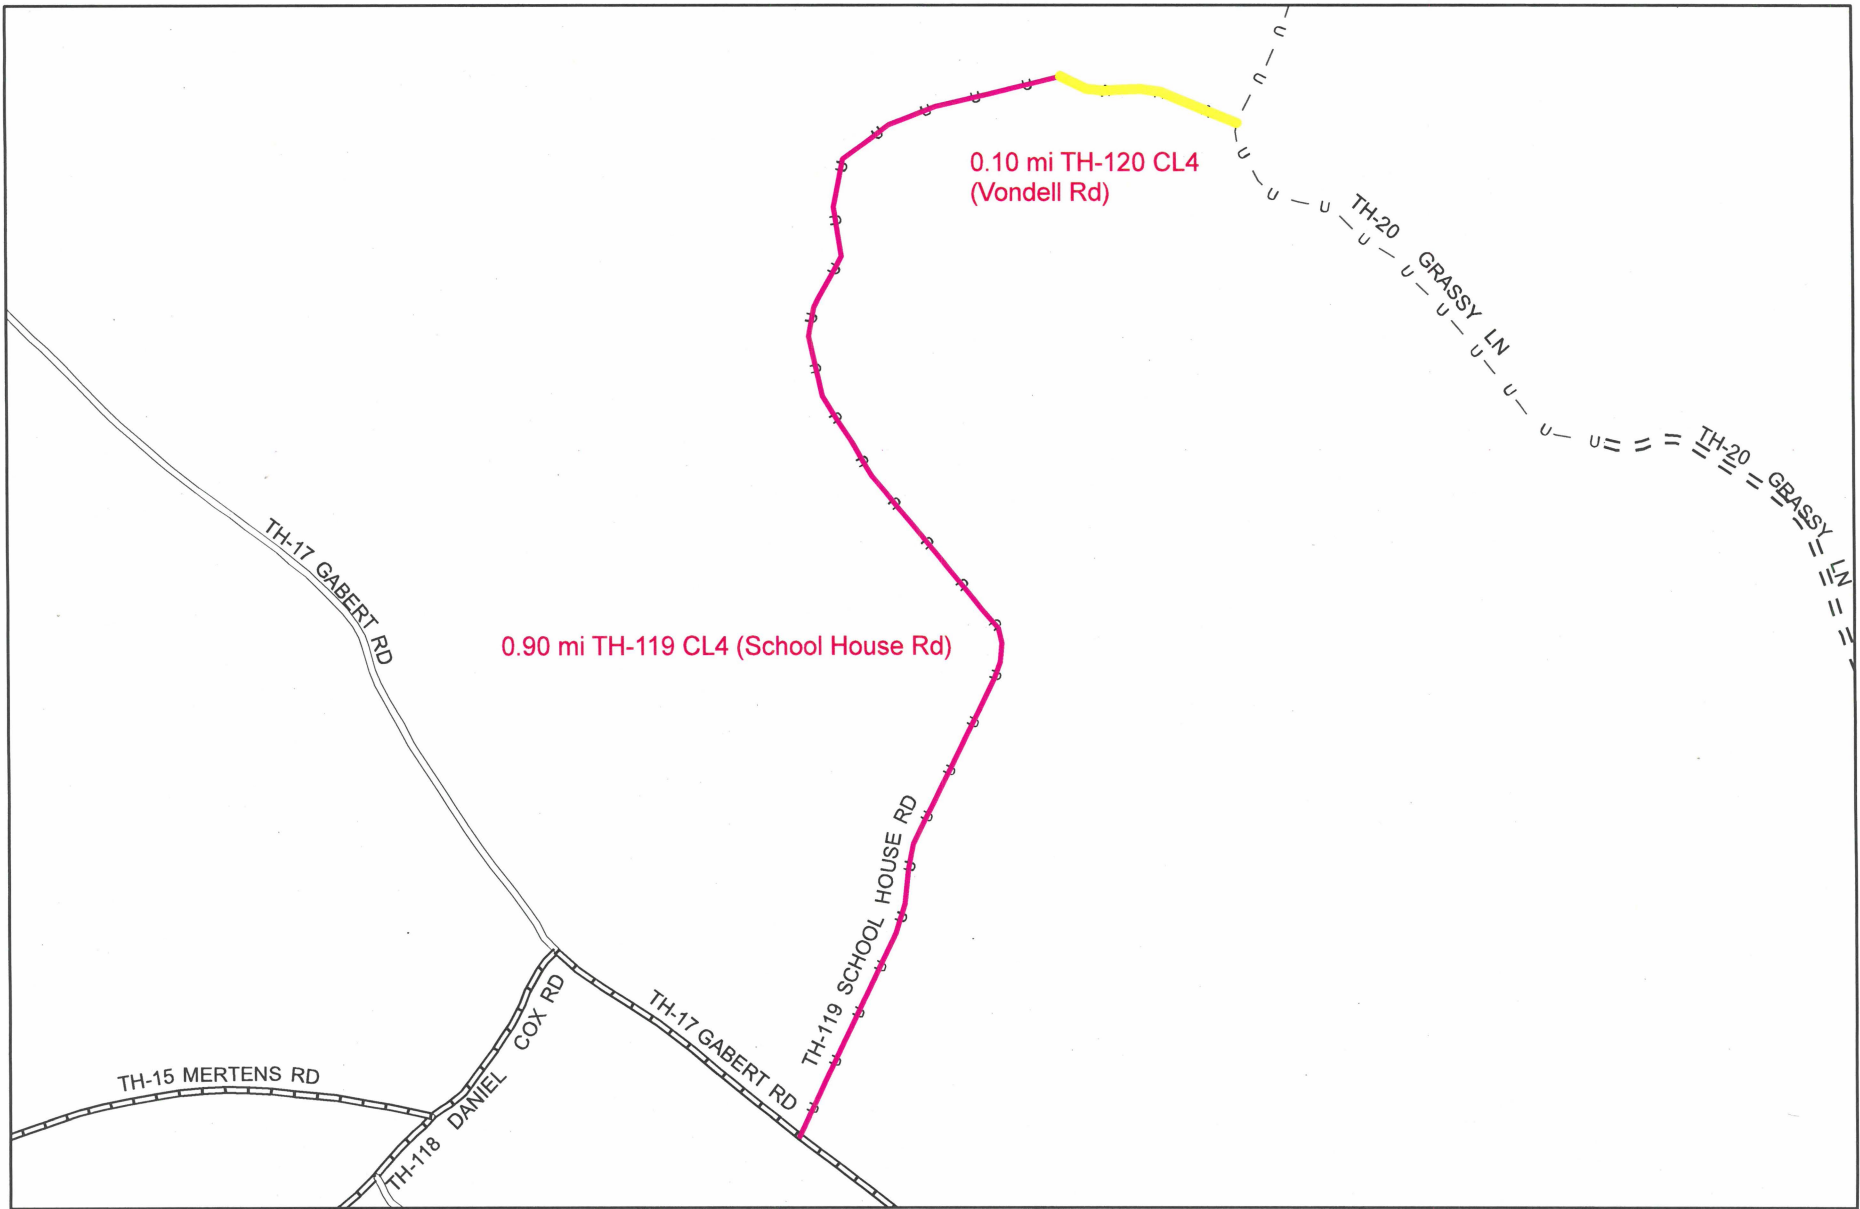 0.10 mi TH-120 CL4
(Vondell Rd)
TH-20 GRASSY LN
TH-20 GRASSY LN
TH-17 GABERT RD
0.90 mi TH-119 CL4 (School House Rd)
TH-119 SCHOOL HOUSE RD
TH-17 GABERT RD
TH-15 MERTENS RD
TH-118 DANIEL COX RD